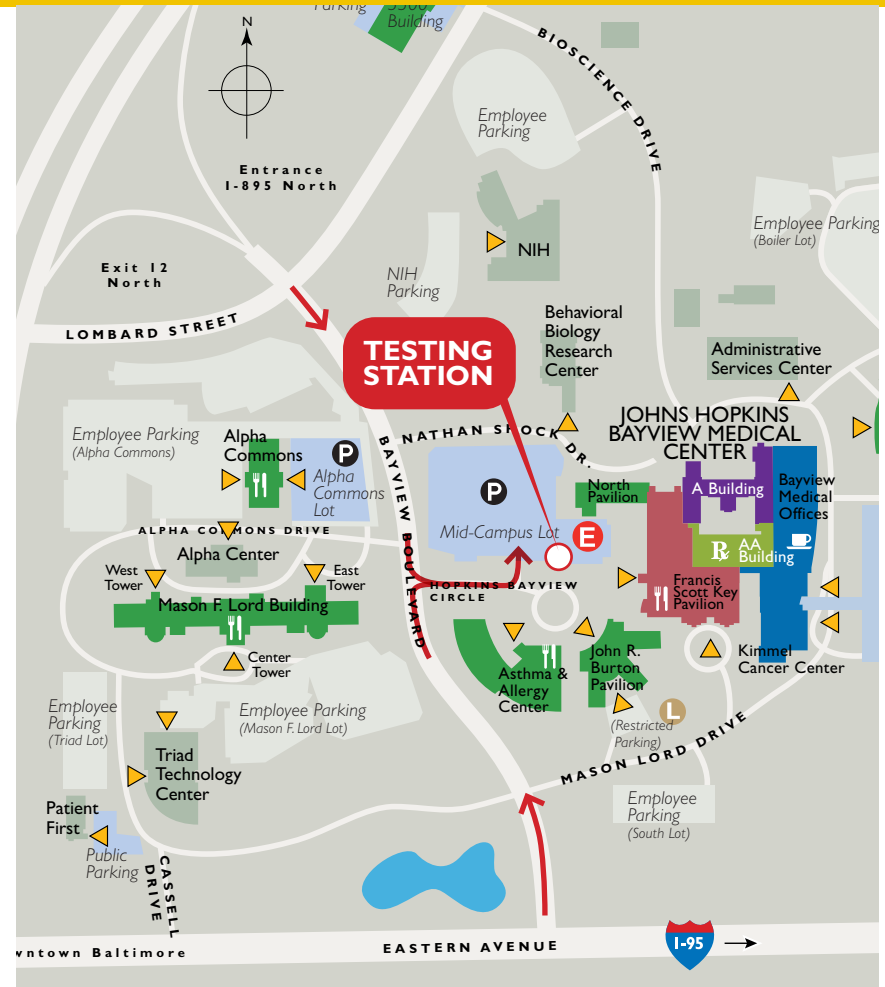 Parking
5500
Building
N
BIOSCIENCE DRIVE
Employee
Parking
Entrance
I-895 North
Employee Parking
(Boiler Lot)
NIH
Exit 12
North
NIH
Parking
LOMBARD STREET
Behavioral
Biology
Research
Center
TESTING
STATION
Administrative
Services Center
JOHNS HOPKINS
BAYVIEW MEDICAL
CENTER
Employee Parking
(Alpha Commons)
Alpha
Commons
P
Alpha
Commons
Lot
BAYVIEW BOULEVARD
NATHAN SHOCK DR.
P
Mid-Campus Lot
North
Pavilion
E
A Building
Bayview
Medical
Offices
℞ AA
Building
ALPHA COMMONS DRIVE
Alpha Center
West
Tower
East
Tower
Mason F. Lord Building
HOPKINS BAYVIEW
CIRCLE
Francis
Scott Key
Pavilion
Center
Tower
Asthma &
Allergy
Center
John R.
Burton
Pavilion
Kimmel
Cancer Center
Employee
Parking
(Triad Lot)
Employee Parking
(Mason F. Lord Lot)
L
(Restricted
Parking)
MASON LORD DRIVE
Triad
Technology
Center
Employee
Parking
(South Lot)
Patient
First
Public
Parking
CASSELL
DRIVE
wntown Baltimore
EASTERN AVENUE
I-95